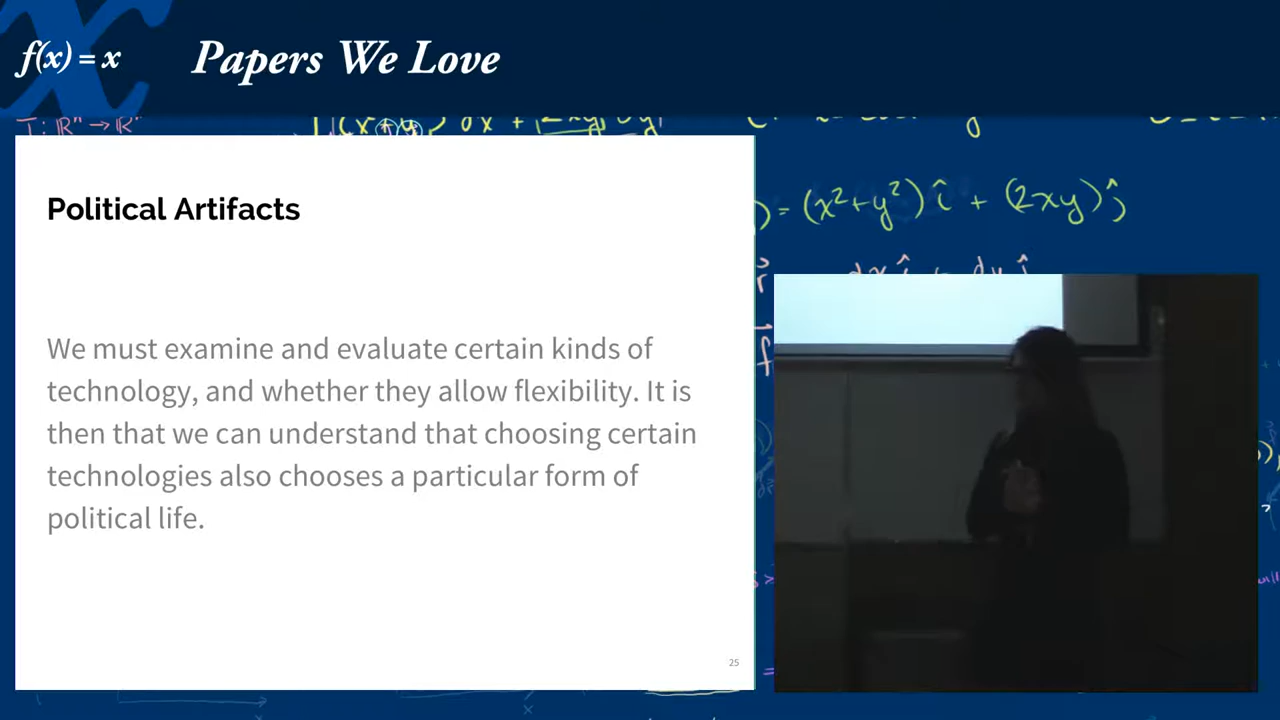 f(x) = x
Papers We Love
T: ℝⁿ → ℝⁿ
= (x²+y²) î + (2xy) ĵ
Political Artifacts
We must examine and evaluate certain kinds of
technology, and whether they allow flexibility. It is
then that we can understand that choosing certain
technologies also chooses a particular form of
political life.
25